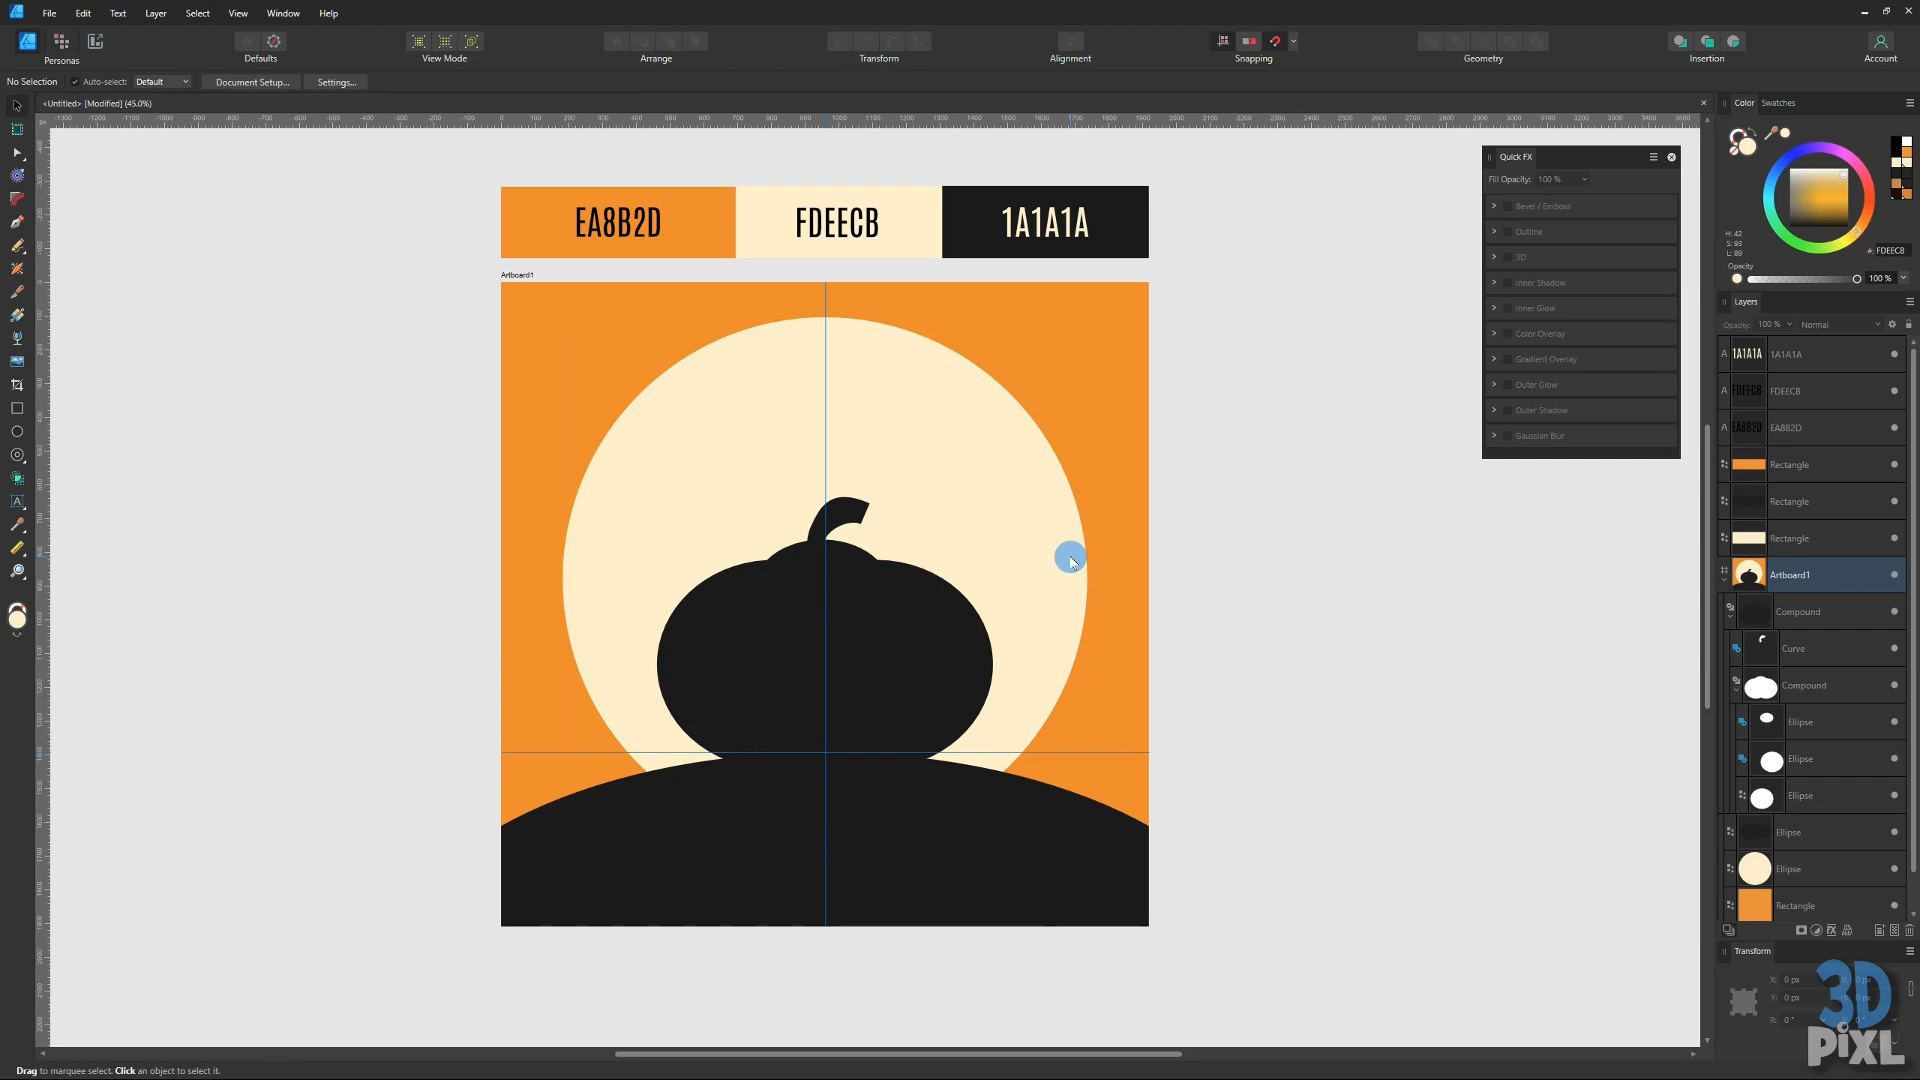 File Edit Text Layer Select View Window Help
Personas Defaults View Mode Arrange Transform Alignment Snapping Geometry Insertion Account
No Selection Auto-select: Default Document Setup... Settings...
<Untitled> [Modified] (45.0%)
Color Swatches
H: 42
S: 93
L: 89
#: FDEECB
Opacity
100 %
Quick FX
Fill Opacity: 100 %
Bevel / Emboss
Outline
3D
Inner Shadow
Inner Glow
Color Overlay
Gradient Overlay
Outer Glow
Outer Shadow
Gaussian Blur
EA8B2D FDEECB 1A1A1A
Artboard1
Layers
Opacity: 100 % Normal
A 1A1A1A 1A1A1A
A FDEECB FDEECB
A EA8B2D EA8B2D
Rectangle
Rectangle
Rectangle
Artboard1
Compound
Curve
Compound
Ellipse
Ellipse
Ellipse
Ellipse
Ellipse
Rectangle
Transform
X: 0 px
Y: 0 px
R: 0 °
3D
PiXL
Drag to marquee select. Click an object to select it.